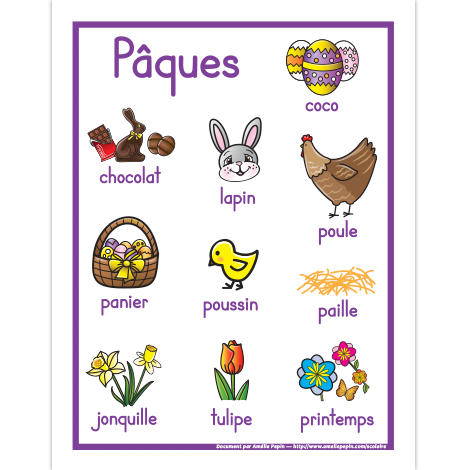 Pâques
coco
chocolat
lapin
poule
panier
poussin
paille
jonquille
tulipe
printemps
Document par Amélie Pepin — http://www.ameliepepin.com/scolaire